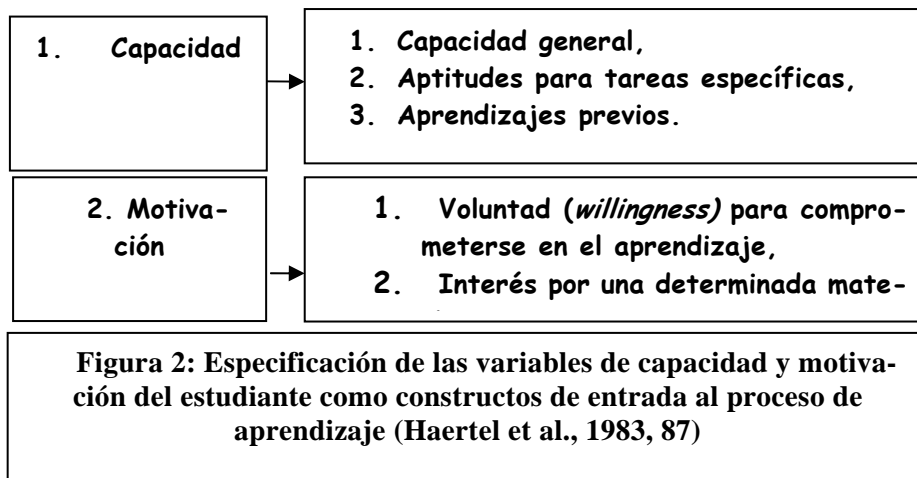 1. Capacidad
1. Capacidad general,
2. Aptitudes para tareas específicas,
3. Aprendizajes previos.
2. Motiva-
ción
1. Voluntad (willingness) para compro-
meterse en el aprendizaje,
2. Interés por una determinada mate-
Figura 2: Especificación de las variables de capacidad y motiva-
ción del estudiante como constructos de entrada al proceso de
aprendizaje (Haertel et al., 1983, 87)